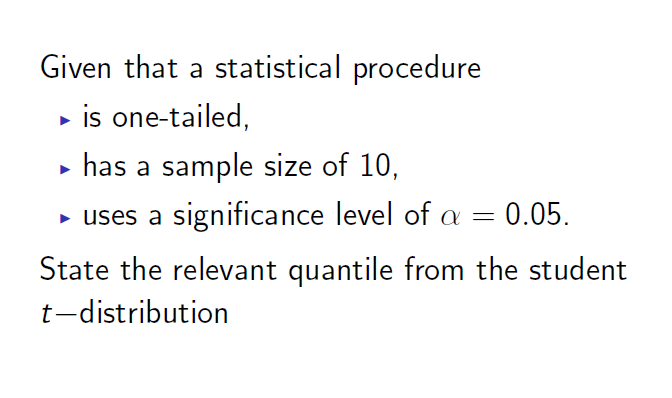 Given that a statistical procedure
▶ is one-tailed,
▶ has a sample size of 10,
▶ uses a significance level of α = 0.05.
State the relevant quantile from the student
t−distribution